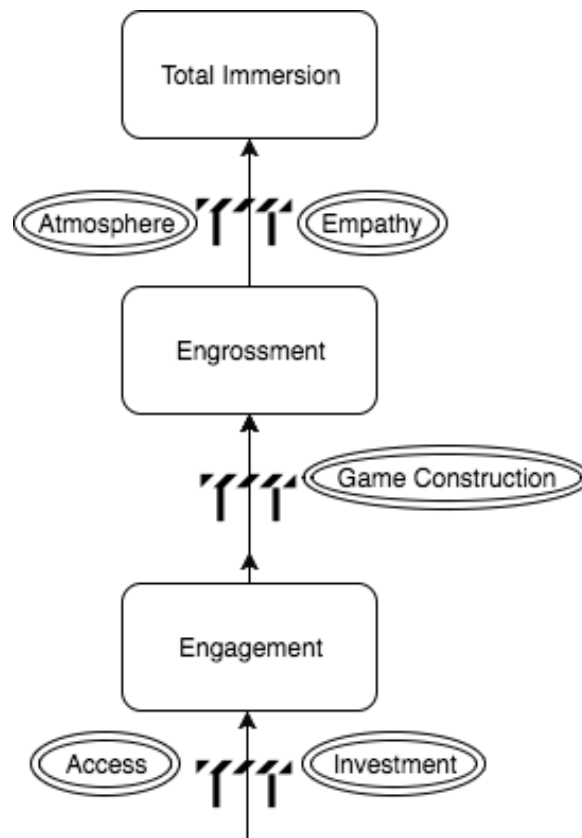 Total Immersion
Atmosphere
Empathy
Engrossment
Game Construction
Engagement
Access
Investment